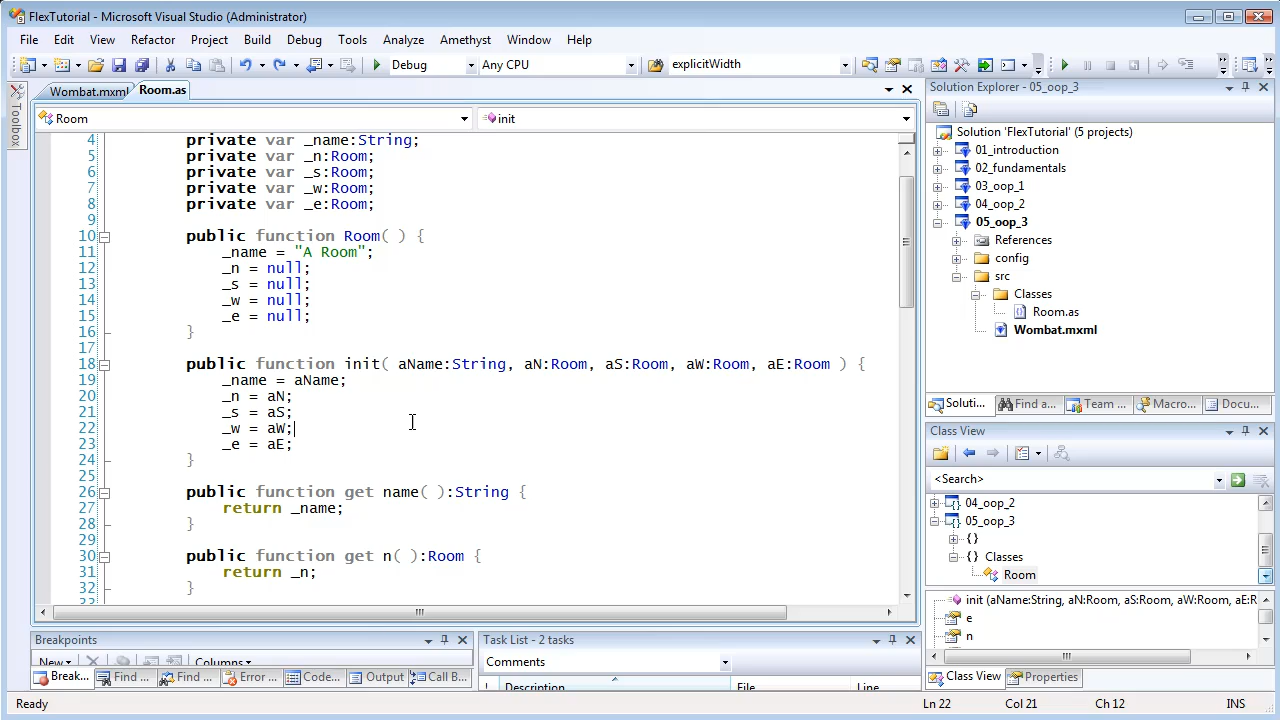 FlexTutorial - Microsoft Visual Studio (Administrator)
File Edit View Refactor Project Build Debug Tools Analyze Amethyst Window Help
Debug Any CPU explicitWidth
Wombat.mxml Room.as
Room init
Toolbox
4 private var _name:String;
5 private var _n:Room;
6 private var _s:Room;
7 private var _w:Room;
8 private var _e:Room;
9
10 public function Room( ) {
11 _name = "A Room";
12 _n = null;
13 _s = null;
14 _w = null;
15 _e = null;
16 }
17
18 public function init( aName:String, aN:Room, aS:Room, aW:Room, aE:Room ) {
19 _name = aName;
20 _n = aN;
21 _s = aS;
22 _w = aW;
23 _e = aE;
24 }
25
26 public function get name( ):String {
27 return _name;
28 }
29
30 public function get n( ):Room {
31 return _n;
32 }
Solution Explorer - 05_oop_3
Solution 'FlexTutorial' (5 projects)
01_introduction
02_fundamentals
03_oop_1
04_oop_2
05_oop_3
References
config
src
Classes
Room.as
Wombat.mxml
Soluti... Find a... Team ... Macro... Docu...
Class View
<Search>
04_oop_2
05_oop_3
{}
{} Classes
Room
init (aName:String, aN:Room, aS:Room, aW:Room, aE:R
e
n
Class View Properties
Breakpoints
New Columns
Break... Find ... Find ... Error ... Code... Output Call B...
Task List - 2 tasks
Comments
! Description File Line
Ready Ln 22 Col 21 Ch 12 INS